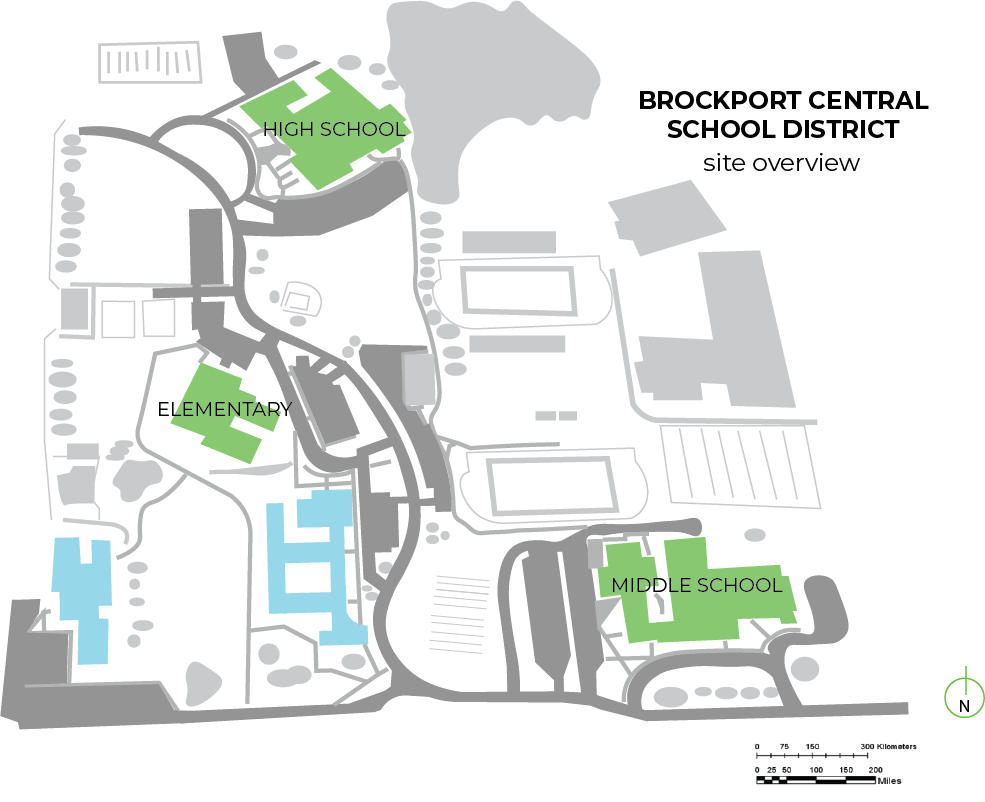 BROCKPORT CENTRAL
SCHOOL DISTRICT
site overview
HIGH SCHOOL
ELEMENTARY
MIDDLE SCHOOL
N
0 75 150 300 Kilometers
0 25 50 100 150 200
Miles